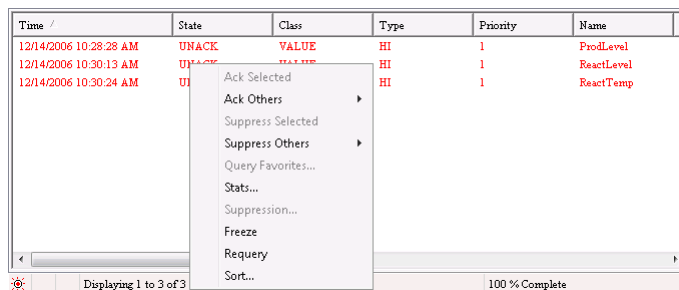 Time / State Class Type Priority Name
12/14/2006 10:28:28 AM UNACK VALUE HI 1 ProdLevel
12/14/2006 10:30:13 AM UNACK VALUE HI 1 ReactLevel
12/14/2006 10:30:24 AM HI 1 ReactTemp
Ack Selected
Ack Others
Suppress Selected
Suppress Others
Query Favorites...
Stats...
Suppression...
Freeze
Requery
Sort...
Displaying 1 to 3 of 3 100 % Complete